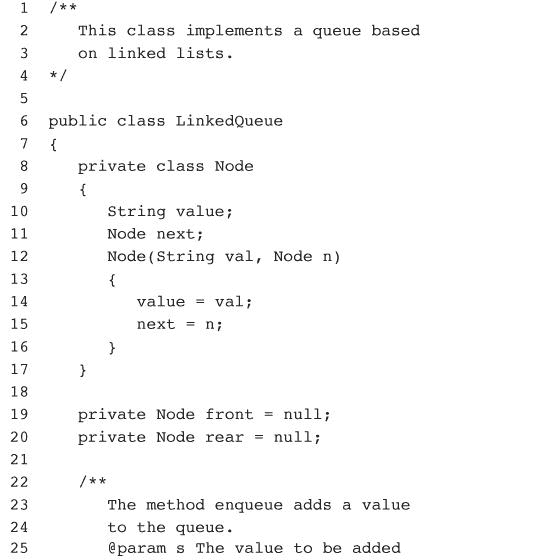 1 /**
2 This class implements a queue based
3 on linked lists.
4 */
5
6 public class LinkedQueue
7 {
8 private class Node
9 {
10 String value;
11 Node next;
12 Node(String val, Node n)
13 {
14 value = val;
15 next = n;
16 }
17 }
18
19 private Node front = null;
20 private Node rear = null;
21
22 /**
23 The method enqueue adds a value
24 to the queue.
25 @param s The value to be added